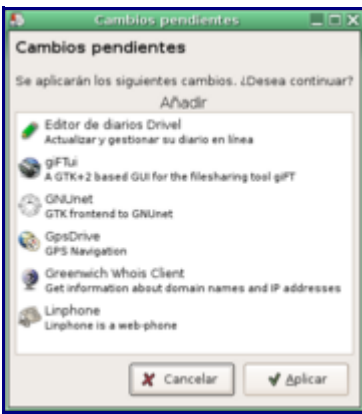 Cambios pendientes
Cambios pendientes
Se aplicarán los siguientes cambios. ¿Desea continuar?
Añadir
Editor de diarios Drivel
Actualizar y gestionar su diario en línea
giFTui
A GTK+2 based GUI for the filesharing tool giFT
GNUnet
GTK frontend to GNUnet
GpsDrive
GPS Navigation
Greenwich Whois Client
Get information about domain names and IP addresses
Linphone
Linphone is a web-phone
Cancelar
Aplicar